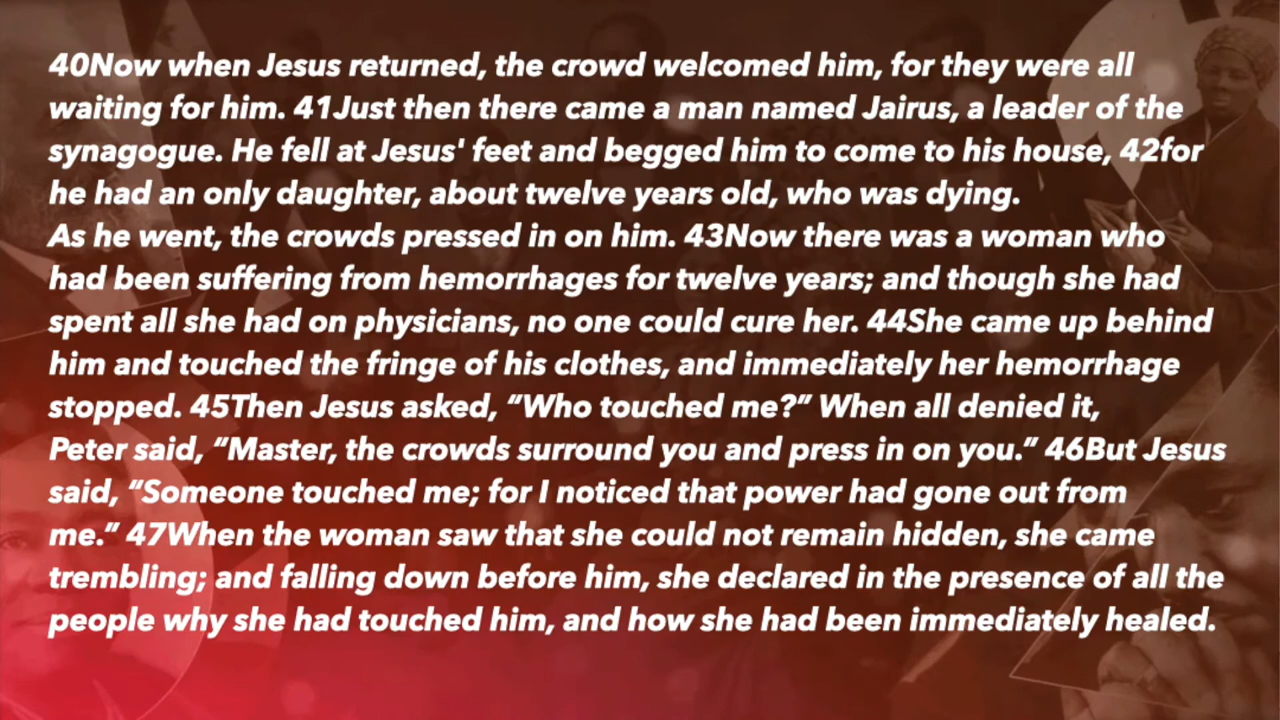 40Now when Jesus returned, the crowd welcomed him, for they were all
waiting for him. 41Just then there came a man named Jairus, a leader of the
synagogue. He fell at Jesus' feet and begged him to come to his house, 42for
he had an only daughter, about twelve years old, who was dying.
As he went, the crowds pressed in on him. 43Now there was a woman who
had been suffering from hemorrhages for twelve years; and though she had
spent all she had on physicians, no one could cure her. 44She came up behind
him and touched the fringe of his clothes, and immediately her hemorrhage
stopped. 45Then Jesus asked, “Who touched me?” When all denied it,
Peter said, “Master, the crowds surround you and press in on you.” 46But Jesus
said, “Someone touched me; for I noticed that power had gone out from
me.” 47When the woman saw that she could not remain hidden, she came
trembling; and falling down before him, she declared in the presence of all the
people why she had touched him, and how she had been immediately healed.